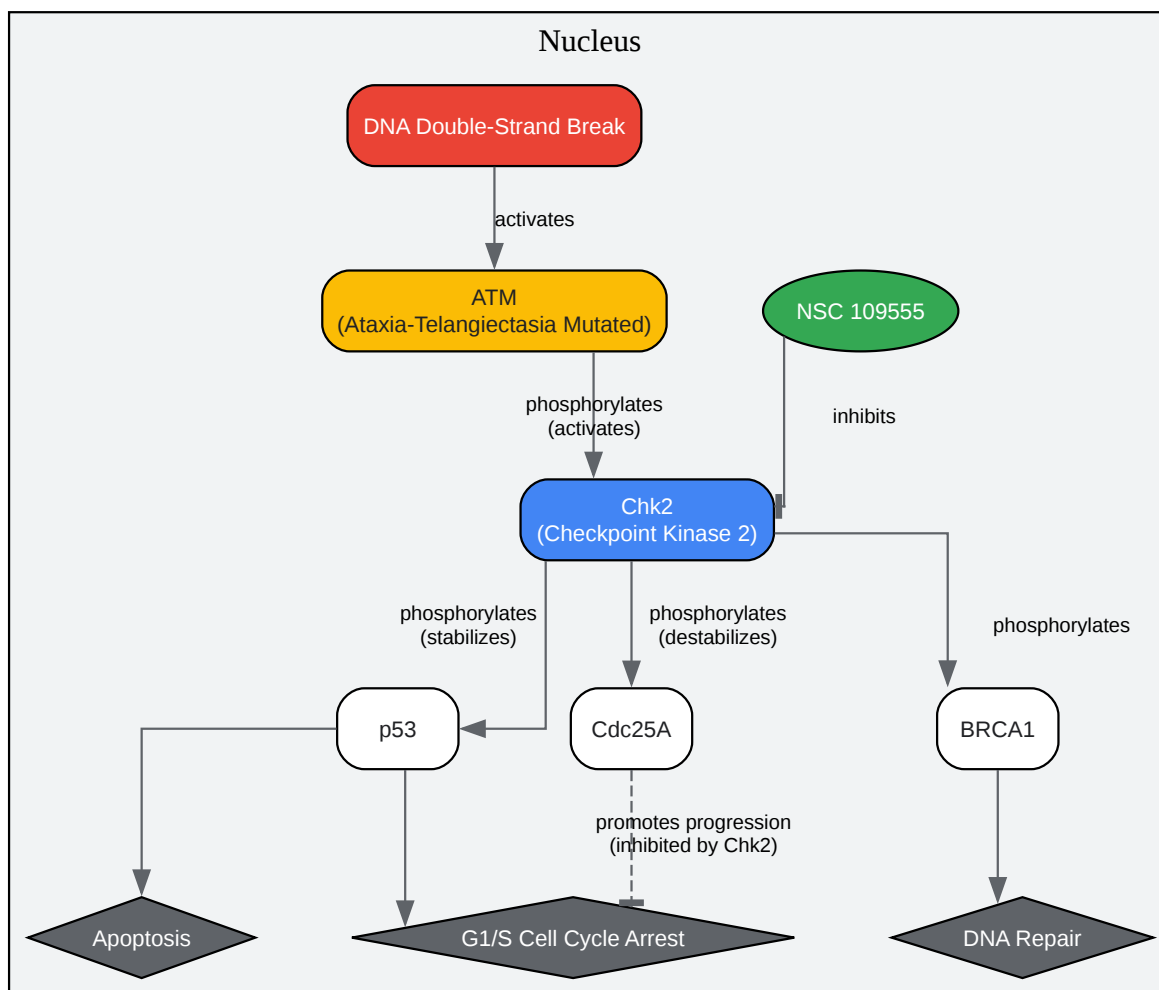 Nucleus
DNA Double-Strand Break
activates
ATM
(Ataxia-Telangiectasia Mutated)
NSC 109555
phosphorylates
(activates)
inhibits
Chk2
(Checkpoint Kinase 2)
phosphorylates
(stabilizes)
phosphorylates
(destabilizes)
phosphorylates
p53
Cdc25A
BRCA1
promotes progression
(inhibited by Chk2)
Apoptosis
G1/S Cell Cycle Arrest
DNA Repair